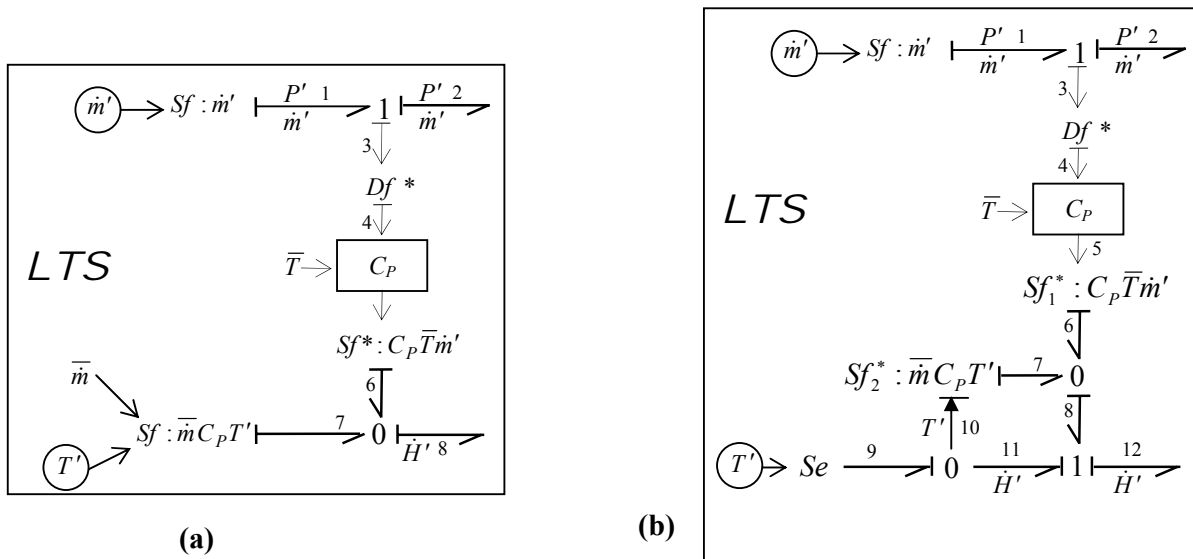 ṁ′ Sf : ṁ′ P′ 1 ṁ′ 1 P′ 2 ṁ′
3
Df *
4
T̅ C_P
LTS
Sf* : C_P T̅ ṁ′
6
ṁ̅
Sf : ṁ̅ C_P T′ 7 0 Ḣ′ 8
T′
(a)
ṁ′ Sf : ṁ′ P′ 1 ṁ′ 1 P′ 2 ṁ′
3
Df *
4
T̅ C_P
LTS
5
Sf₁* : C_P T̅ ṁ′
6
Sf₂* : ṁ̅ C_P T′ 7 0
T′ 10 8
T′ Se 9 0 11 Ḣ′ 1 12 Ḣ′
(b)